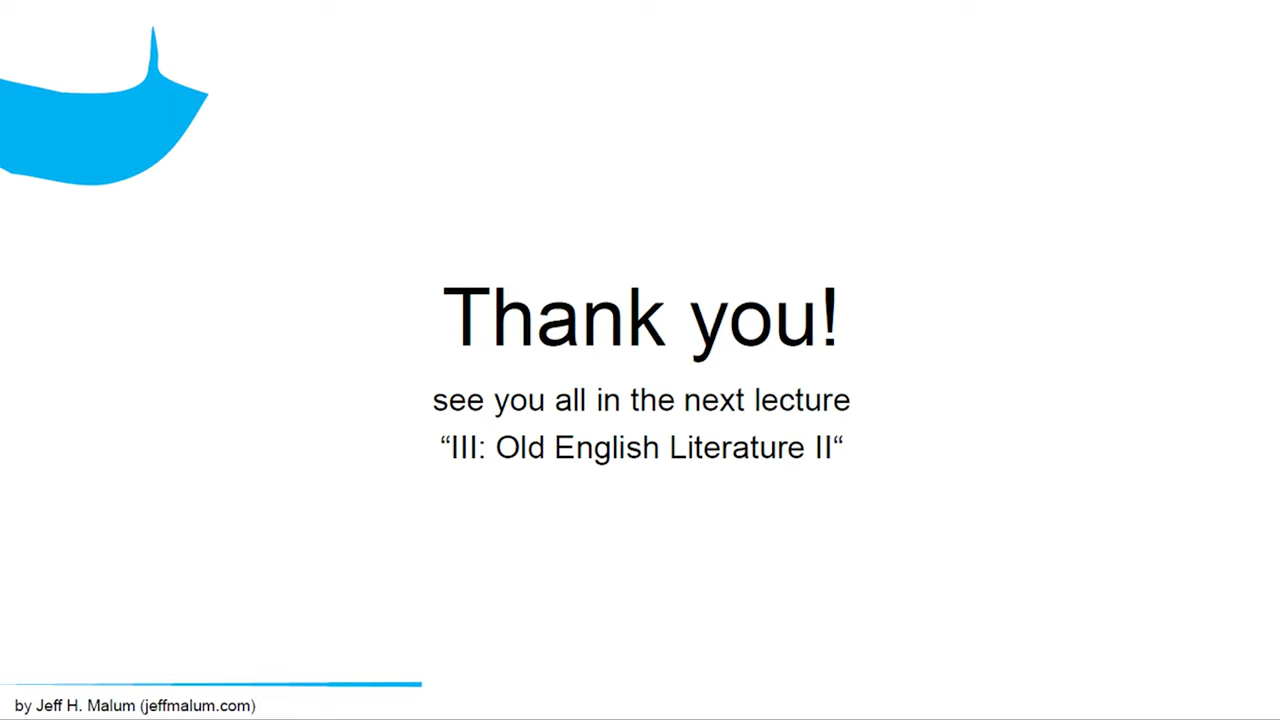 Thank you!
see you all in the next lecture
“III: Old English Literature II“
by Jeff H. Malum (jeffmalum.com)